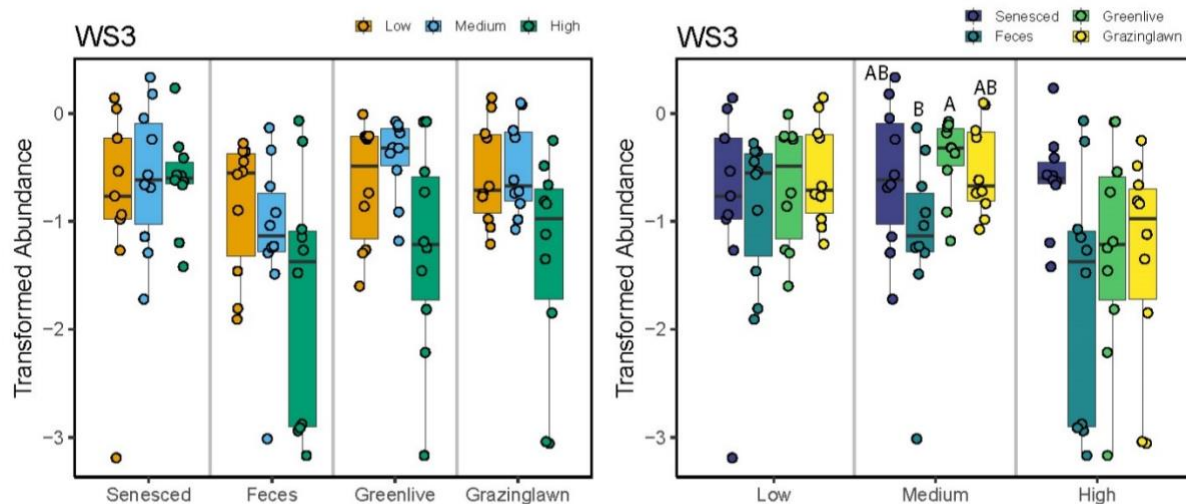 WS3
Low Medium High
Transformed Abundance
0
−1
−2
−3
Senesced Feces Greenlive Grazinglawn
WS3
Senesced Greenlive
Feces Grazinglawn
Transformed Abundance
0
−1
−2
−3
AB B A AB
Low Medium High